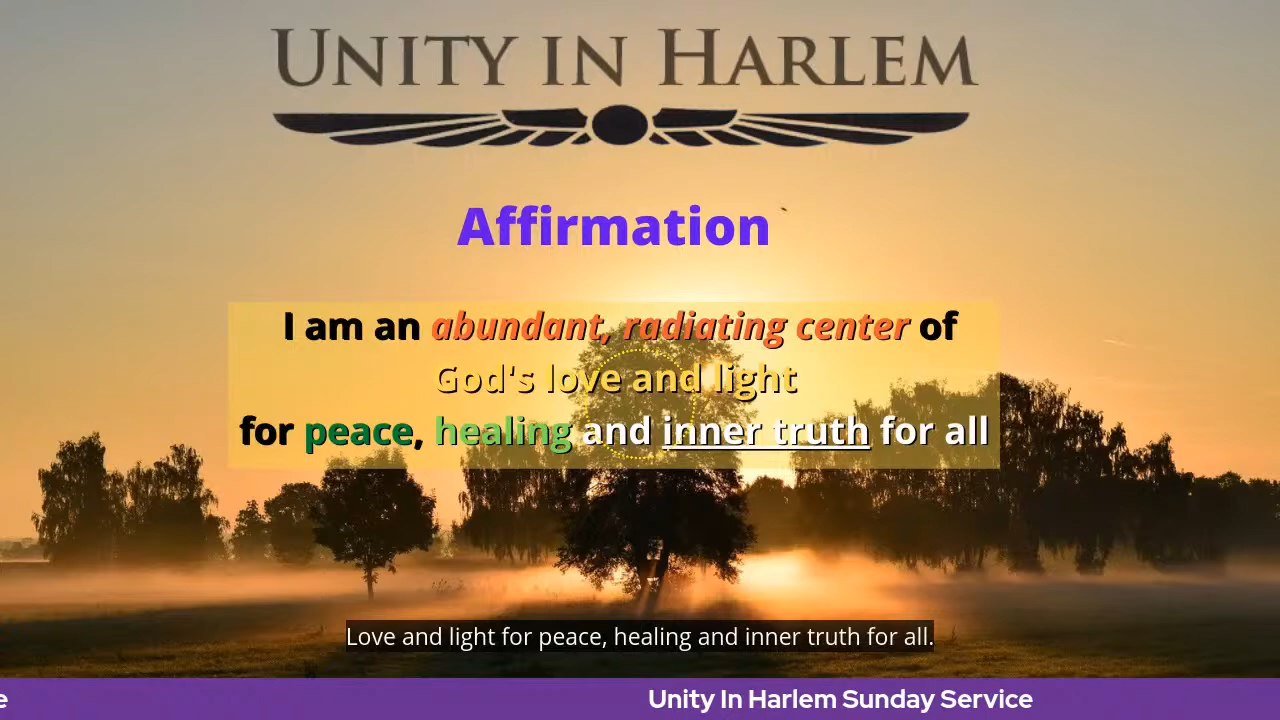 UNITY IN HARLEM
Affirmation
I am an abundant, radiating center of
God's love and light
for peace, healing and inner truth for all
Love and light for peace, healing and inner truth for all.
e
Unity In Harlem Sunday Service